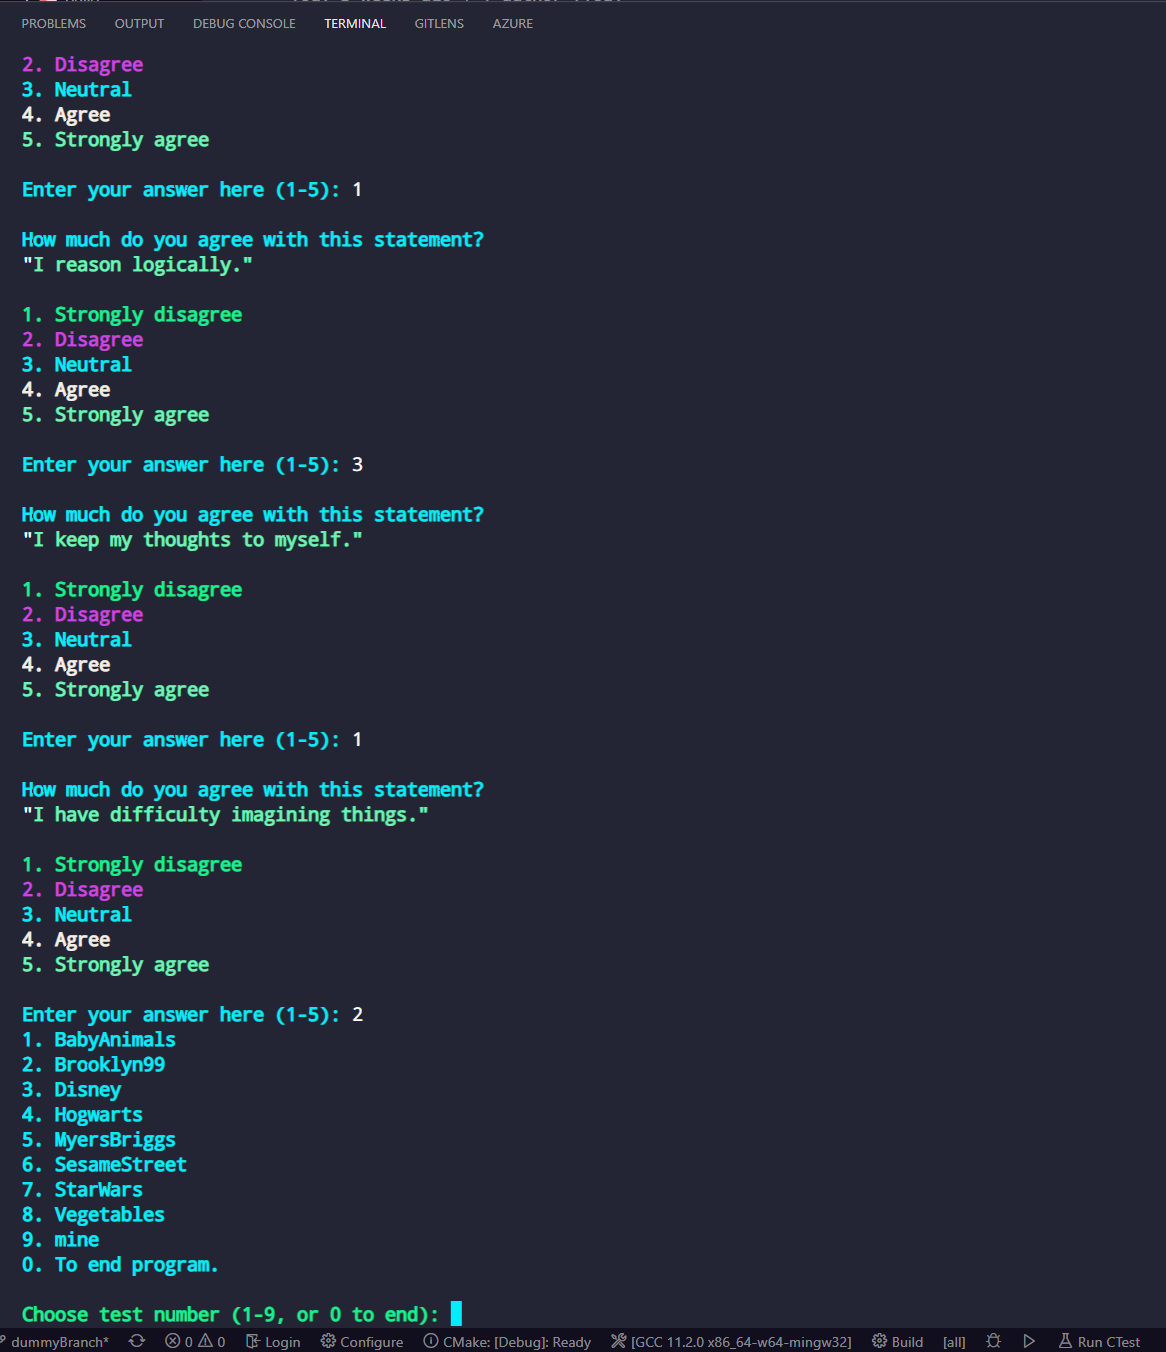 PROBLEMS OUTPUT DEBUG CONSOLE TERMINAL GITLENS AZURE
2. Disagree
3. Neutral
4. Agree
5. Strongly agree
Enter your answer here (1-5): 1
How much do you agree with this statement?
"I reason logically."
1. Strongly disagree
2. Disagree
3. Neutral
4. Agree
5. Strongly agree
Enter your answer here (1-5): 3
How much do you agree with this statement?
"I keep my thoughts to myself."
1. Strongly disagree
2. Disagree
3. Neutral
4. Agree
5. Strongly agree
Enter your answer here (1-5): 1
How much do you agree with this statement?
"I have difficulty imagining things."
1. Strongly disagree
2. Disagree
3. Neutral
4. Agree
5. Strongly agree
Enter your answer here (1-5): 2
1. BabyAnimals
2. Brooklyn99
3. Disney
4. Hogwarts
5. MyersBriggs
6. SesameStreet
7. StarWars
8. Vegetables
9. mine
0. To end program.
Choose test number (1-9, or 0 to end):
dummyBranch* 0 0 Login Configure CMake: [Debug]: Ready [GCC 11.2.0 x86_64-w64-mingw32] Build [all] Run CTest